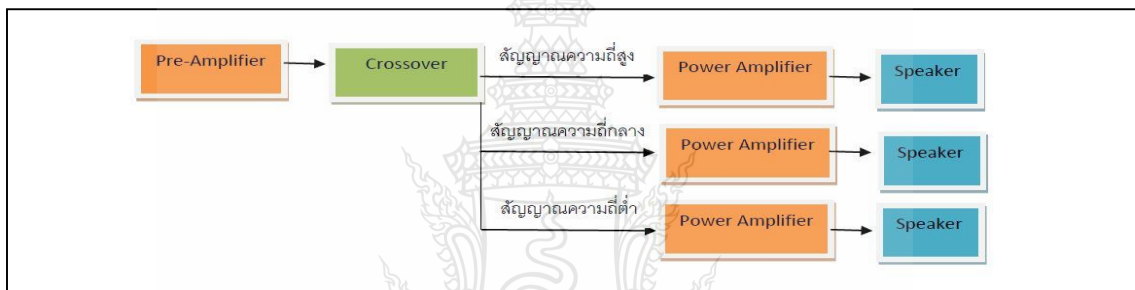 Pre-Amplifier
Crossover
สัญญาณความถี่สูง
Power Amplifier
Speaker
สัญญาณความถี่กลาง
Power Amplifier
Speaker
สัญญาณความถี่ต่ำ
Power Amplifier
Speaker